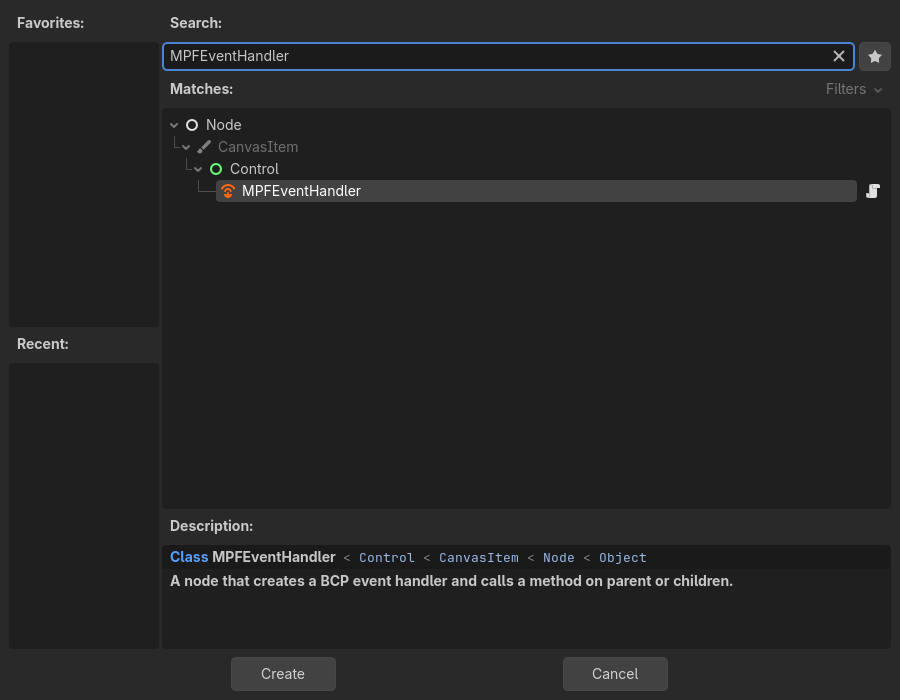 Favorites:
Search:
MPFEventHandler
Matches:
Filters
Node
CanvasItem
Control
MPFEventHandler
Recent:
Description:
Class MPFEventHandler < Control < CanvasItem < Node < Object
A node that creates a BCP event handler and calls a method on parent or children.
Create
Cancel